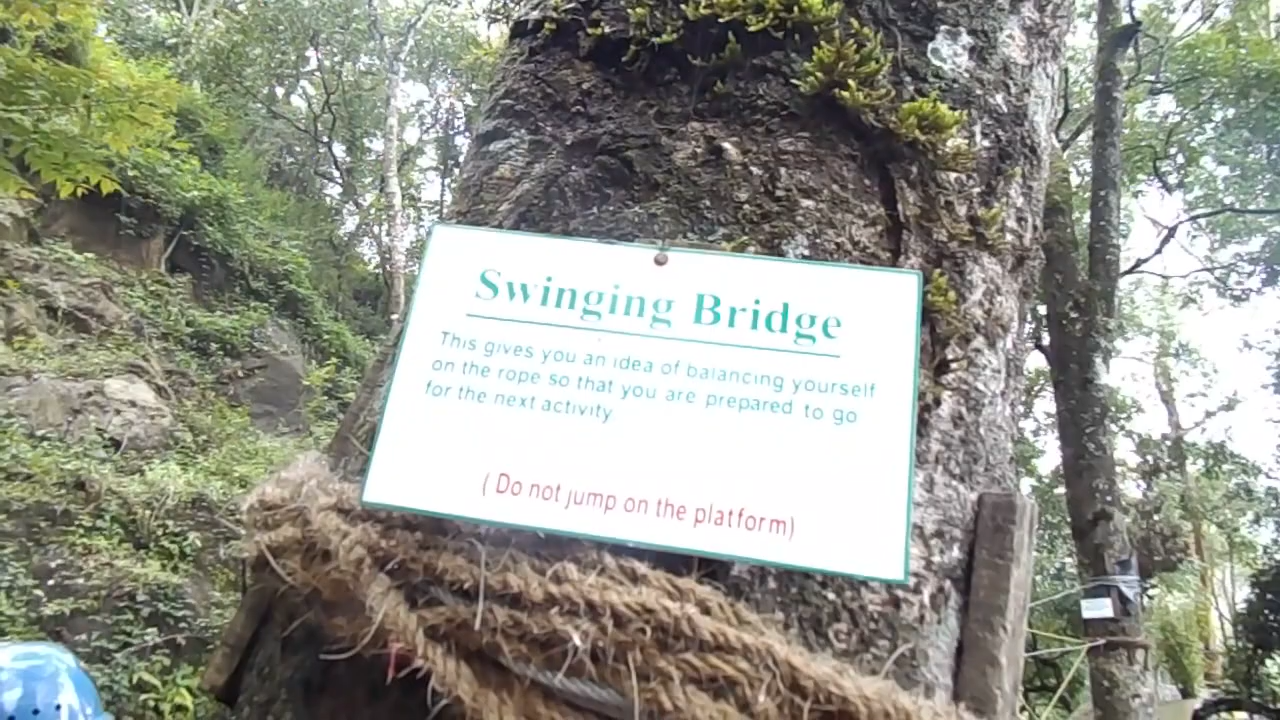 Swinging Bridge
This gives you an idea of balancing yourself
on the rope so that you are prepared to go
for the next activity
( Do not jump on the platform)